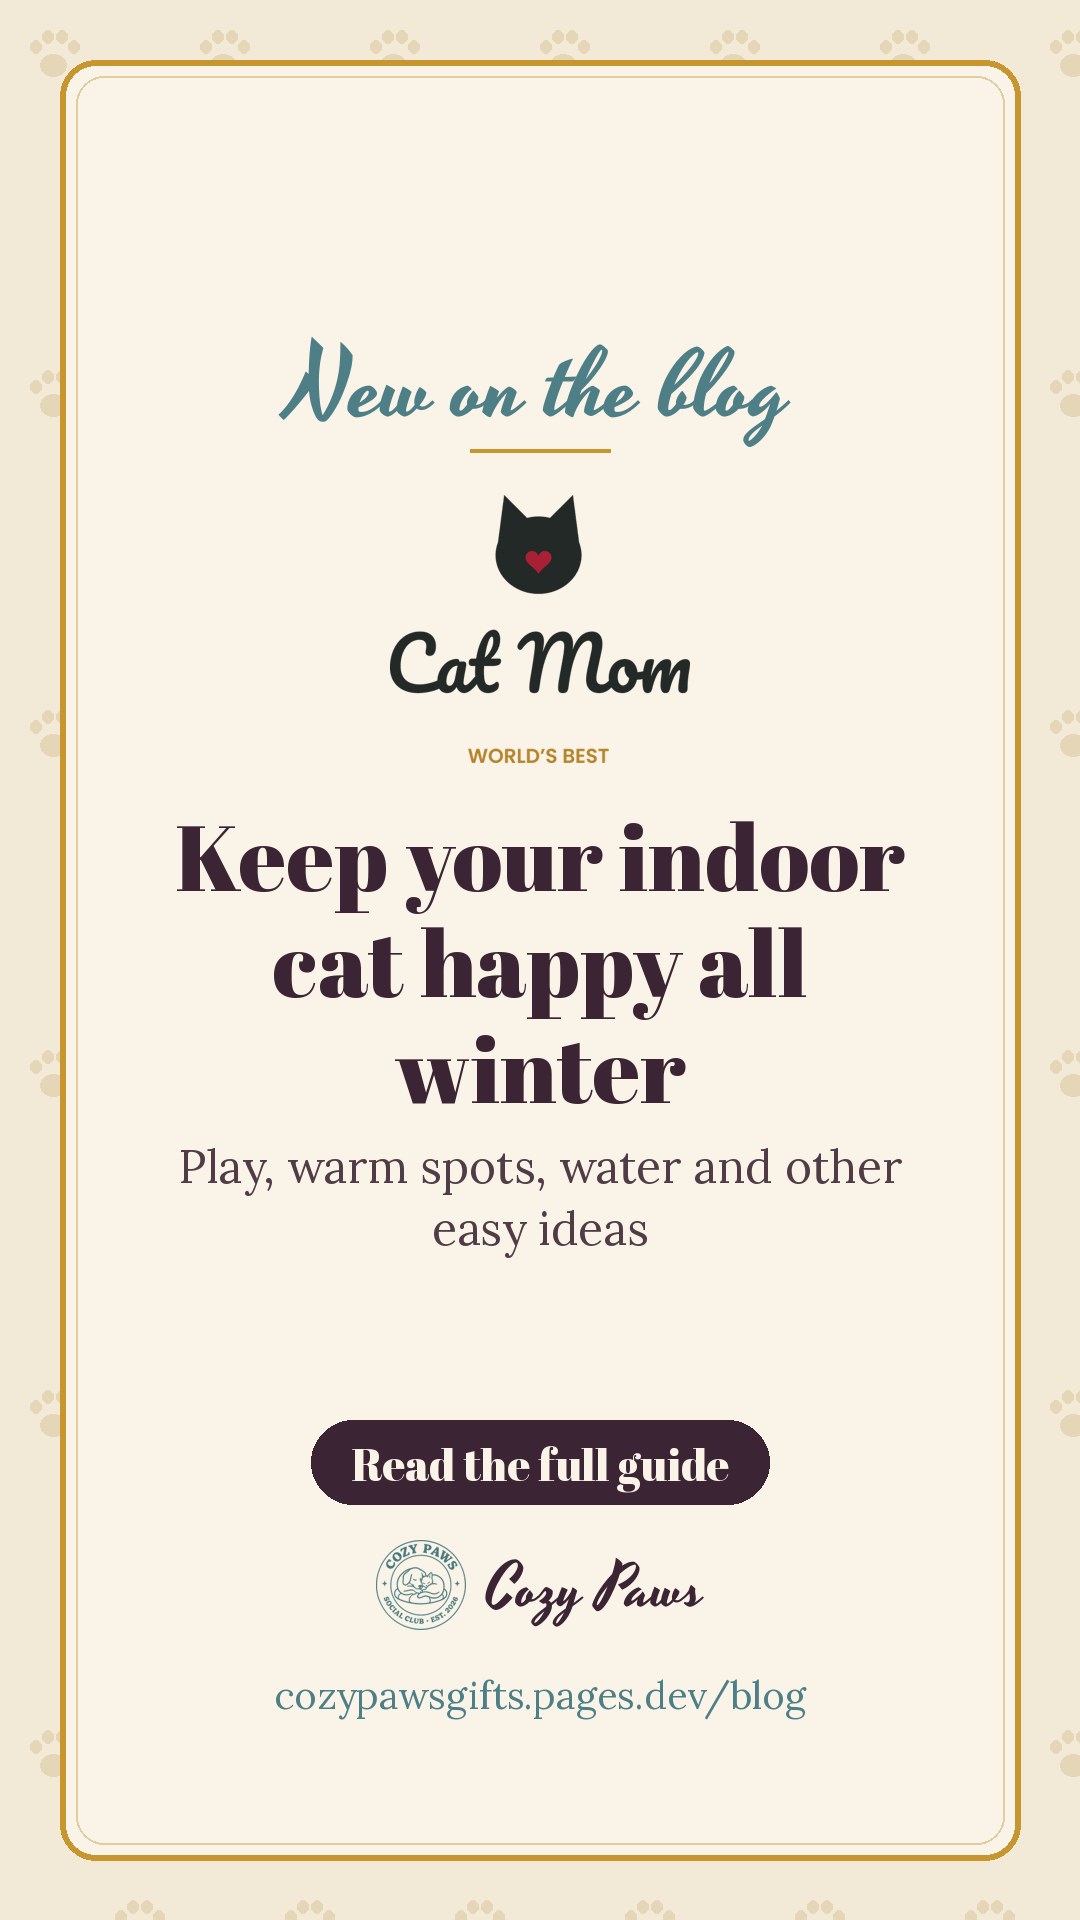 New on the blog
Cat Mom
WORLD’S BEST
Keep your indoor
cat happy all
winter
Play, warm spots, water and other
easy ideas
Read the full guide
COZY PAWS
SOCIAL CLUB • EST. 2026
Cozy Paws
cozypawsgifts.pages.dev/blog